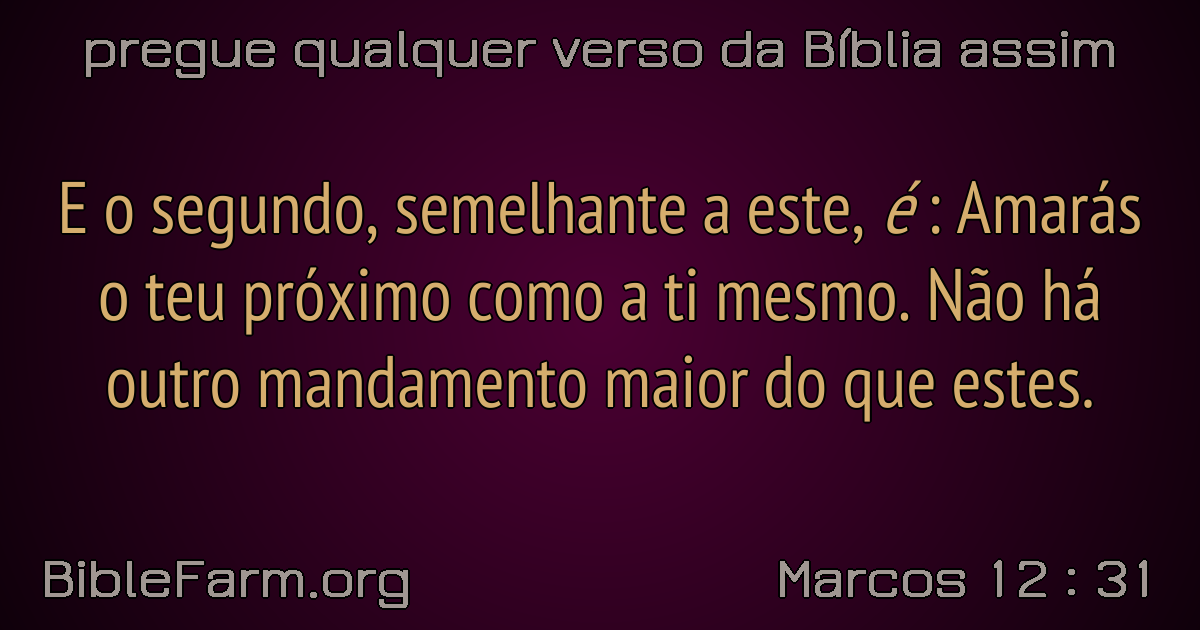 pregue qualquer verso da Bíblia assim
E o segundo, semelhante a este, é : Amarás
o teu próximo como a ti mesmo. Não há
outro mandamento maior do que estes.
BibleFarm.org
Marcos 12 : 31